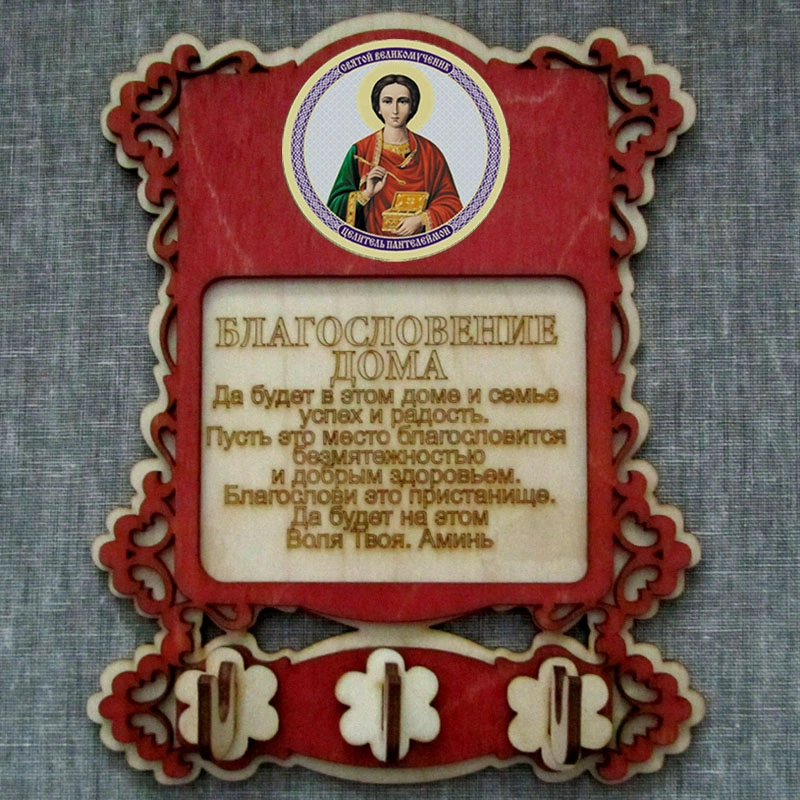 СВЯТОЙ ВЕЛИКОМУЧЕНИК
ЦЕЛИТЕЛЬ ПАНТЕЛЕЙМОН
БЛАГОСЛОВЕНИЕ
ДОМА
Да будет в этом доме и семье
успех и радость.
Пусть это место благословится
безмятежностью
и добрым здоровьем.
Благослови это пристанище.
Да будет на этом
Воля Твоя. Аминь